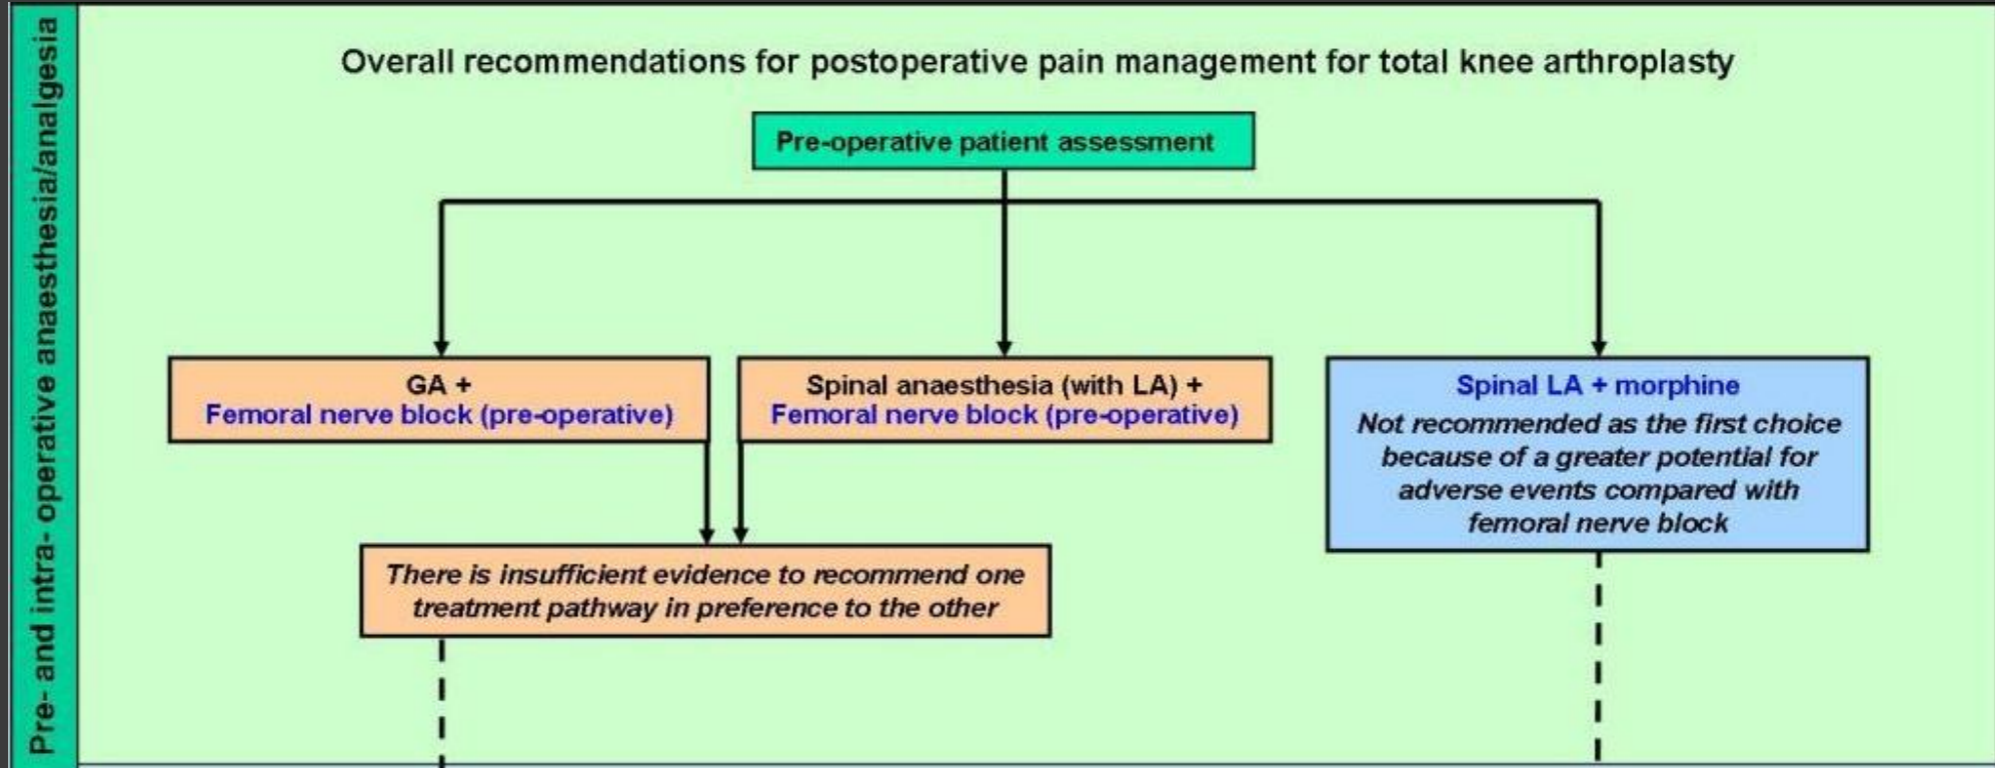 Pre- and intra- operative anaesthesia/analgesia
Overall recommendations for postoperative pain management for total knee arthroplasty
Pre-operative patient assessment
GA +
Femoral nerve block (pre-operative)
Spinal anaesthesia (with LA) +
Femoral nerve block (pre-operative)
Spinal LA + morphine
Not recommended as the first choice
because of a greater potential for
adverse events compared with
femoral nerve block
There is insufficient evidence to recommend one
treatment pathway in preference to the other